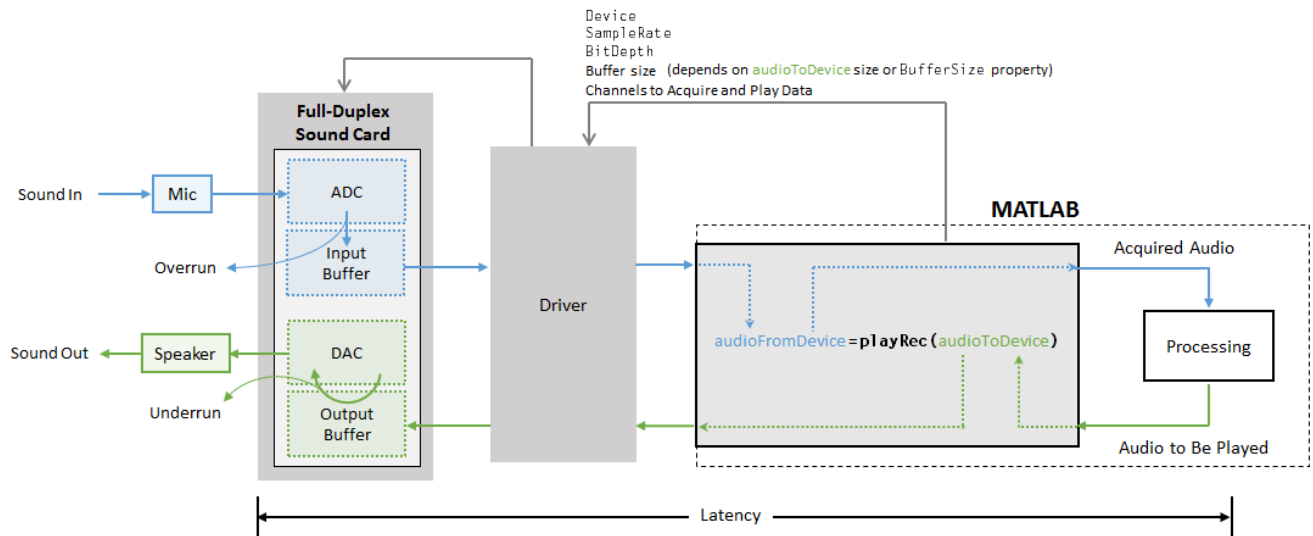 Device
SampleRate
BitDepth
Buffer size (depends on audioToDevice size or BufferSize property)
Channels to Acquire and Play Data
Full-Duplex
Sound Card
Sound In
Mic
ADC
Overrun
Input
Buffer
Driver
MATLAB
Acquired Audio
audioFromDevice=playRec(audioToDevice)
Processing
Sound Out
Speaker
DAC
Underrun
Output
Buffer
Audio to Be Played
Latency